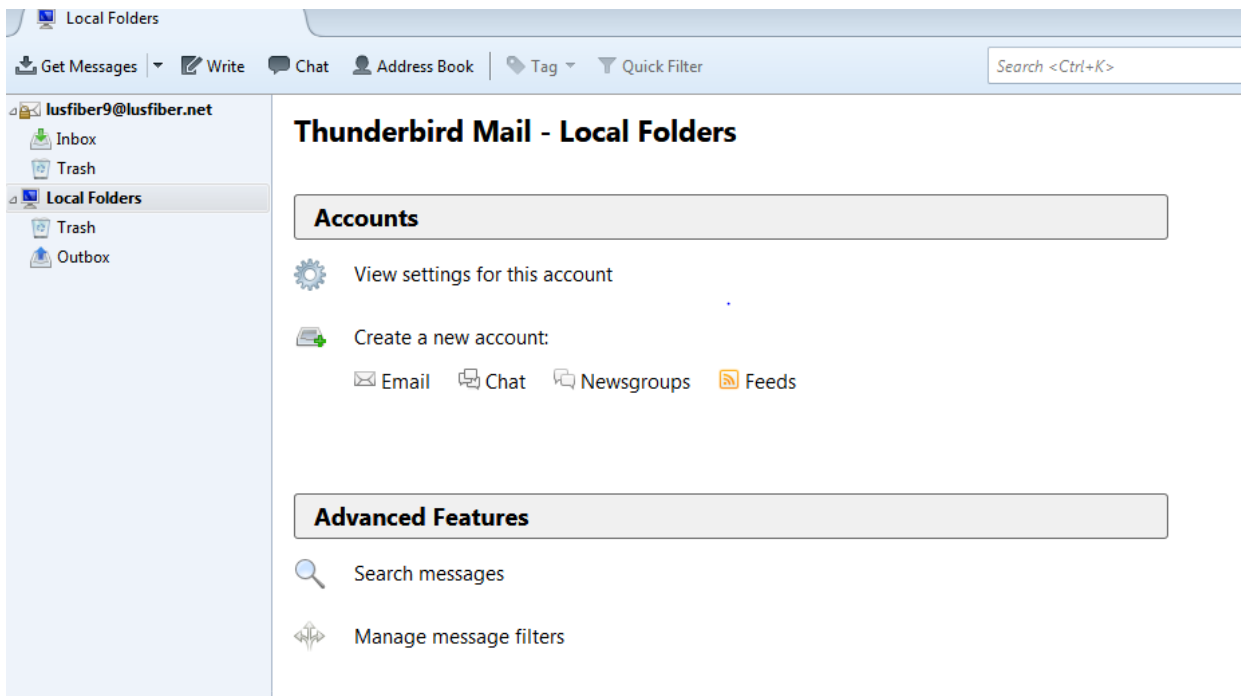 Local Folders
Get Messages Write Chat Address Book Tag Quick Filter Search <Ctrl+K>
lusfiber9@lusfiber.net
Inbox
Trash
Local Folders
Trash
Outbox
Thunderbird Mail - Local Folders
Accounts
View settings for this account
Create a new account:
Email Chat Newsgroups Feeds
Advanced Features
Search messages
Manage message filters